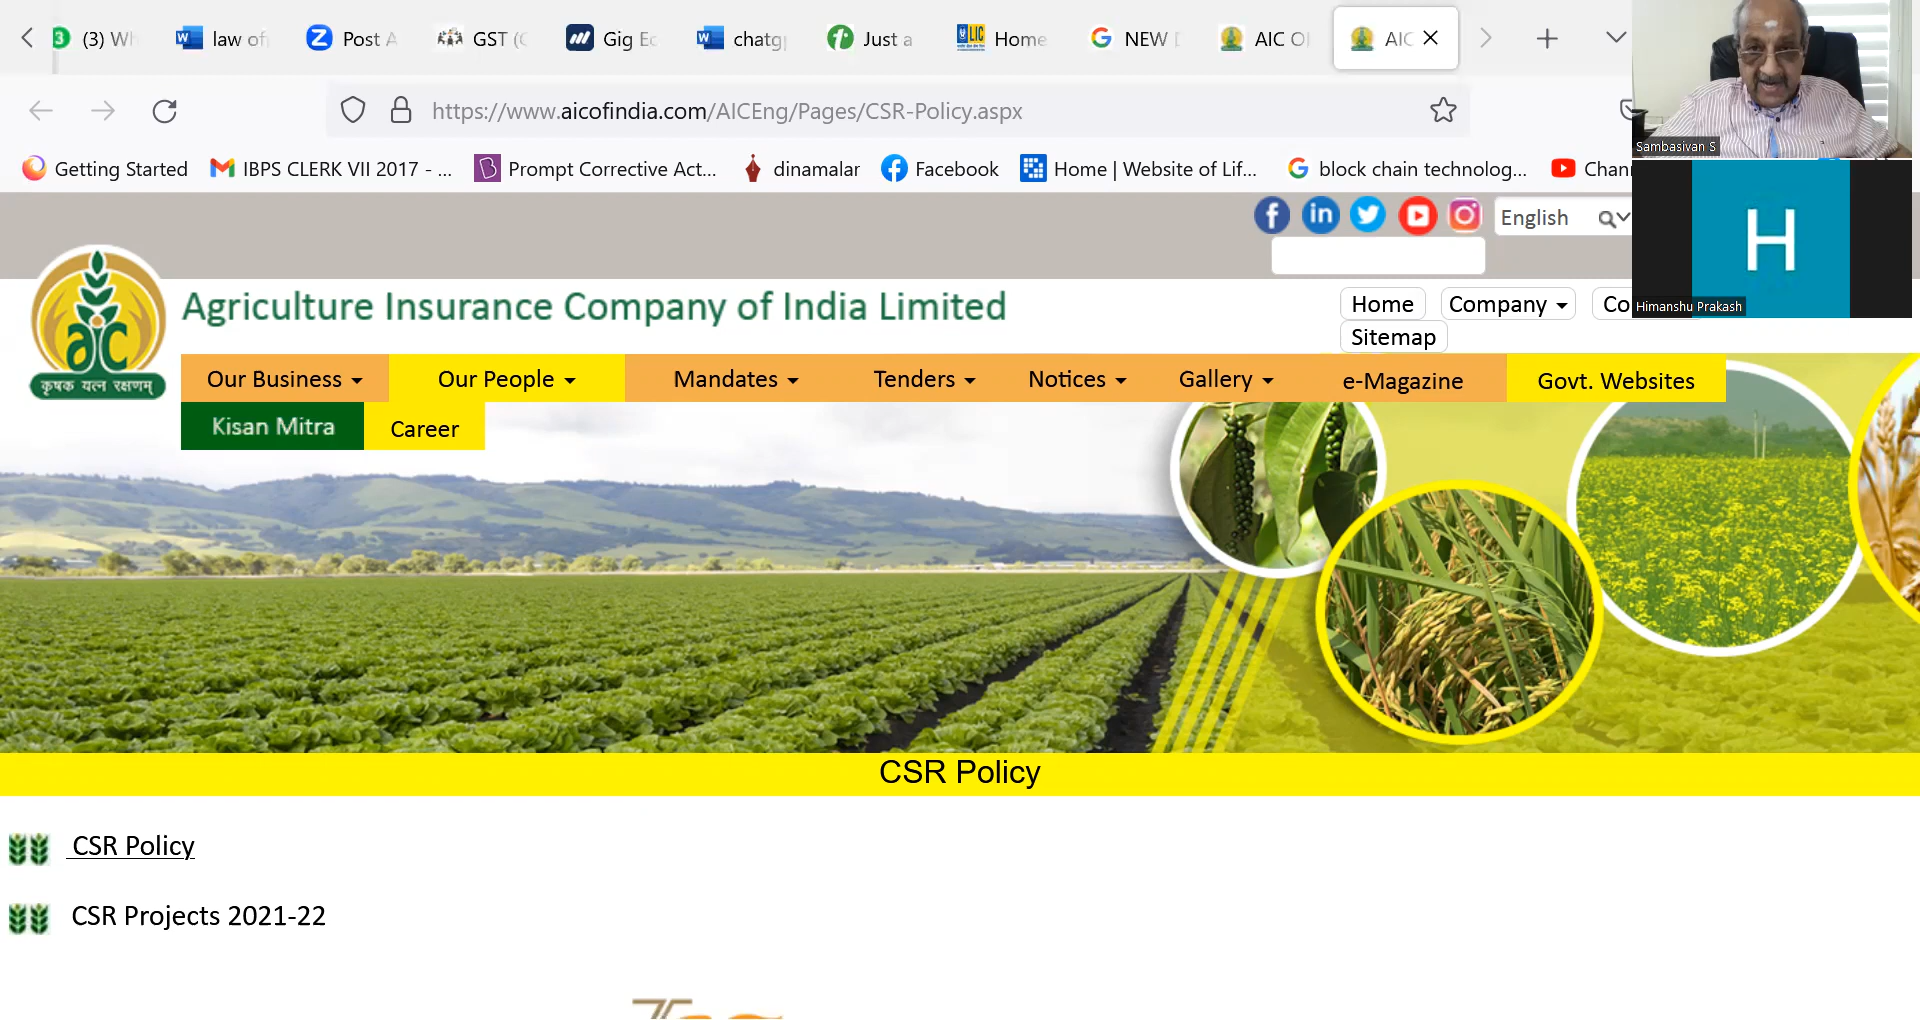 (3) Wh
law of
Post A
GST (
Gig Ec
chatg
Just a
Home
NEW
AIC O
AIC
https://www.aicofindia.com/AICEng/Pages/CSR-Policy.aspx
Sambasivan S
Getting Started
IBPS CLERK VII 2017 - ...
Prompt Corrective Act...
dinamalar
Facebook
Home | Website of Lif...
block chain technolog...
Chan
English
H
Himanshu Prakash
aic
कृषक यत्न रक्षणम्
Agriculture Insurance Company of India Limited
Home
Company
Co
Sitemap
Our Business
Our People
Mandates
Tenders
Notices
Gallery
e-Magazine
Govt. Websites
Kisan Mitra
Career
CSR Policy
CSR Policy
CSR Projects 2021-22